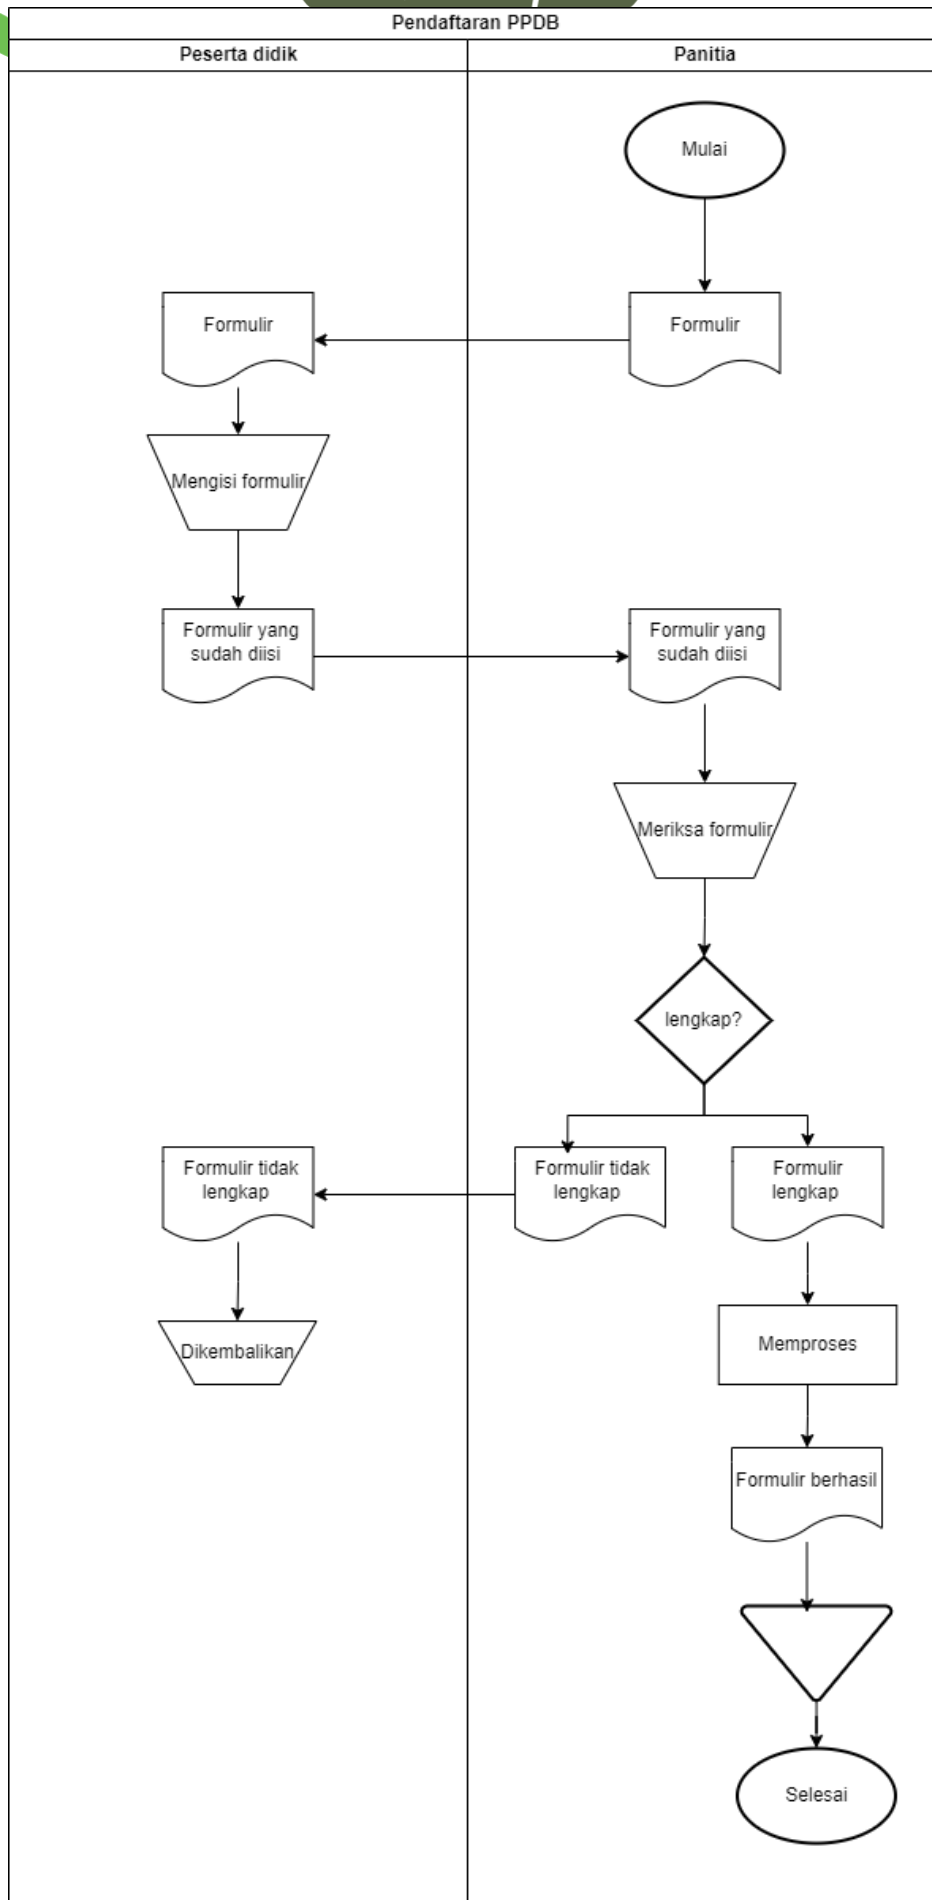 Pendaftaran PPDB
Peserta didik
Panitia
Mulai
Formulir
Formulir
Mengisi formulir
Formulir yang
sudah diisi
Formulir yang
sudah diisi
Meriksa formulir
lengkap?
Formulir tidak
lengkap
Formulir tidak
lengkap
Formulir
lengkap
Dikembalikan
Memproses
Formulir berhasil
Selesai